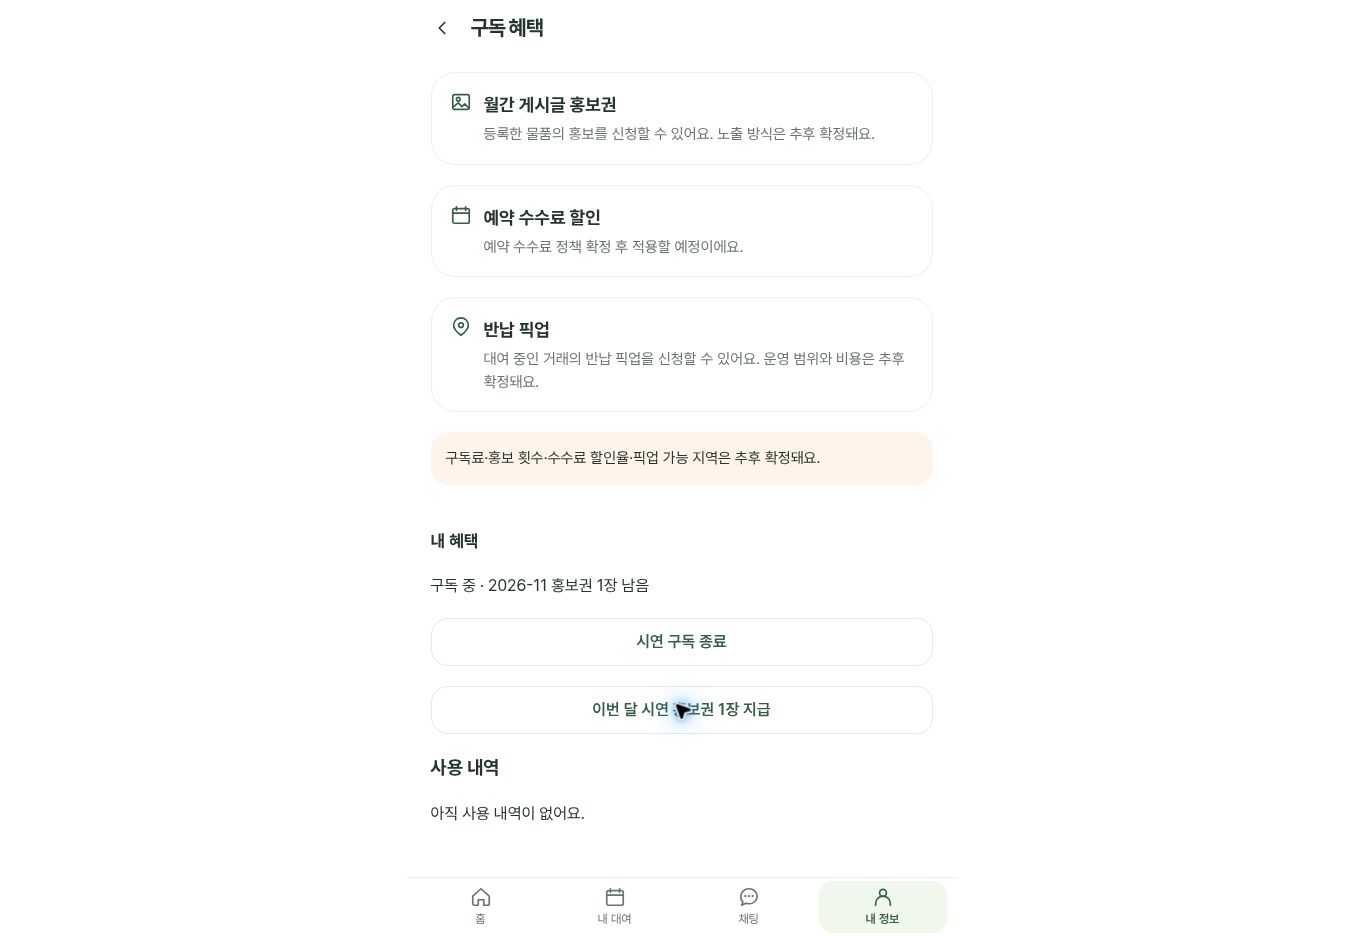 구독 혜택
월간 게시글 홍보권
등록한 물품의 홍보를 신청할 수 있어요. 노출 방식은 추후 확정돼요.
예약 수수료 할인
예약 수수료 정책 확정 후 적용할 예정이에요.
반납 픽업
대여 중인 거래의 반납 픽업을 신청할 수 있어요. 운영 범위와 비용은 추후
확정돼요.
구독료·홍보 횟수·수수료 할인율·픽업 가능 지역은 추후 확정돼요.
내 혜택
구독 중 · 2026-11 홍보권 1장 남음
시연 구독 종료
이번 달 시연 홍보권 1장 지급
사용 내역
아직 사용 내역이 없어요.
홈
내 대여
채팅
내 정보